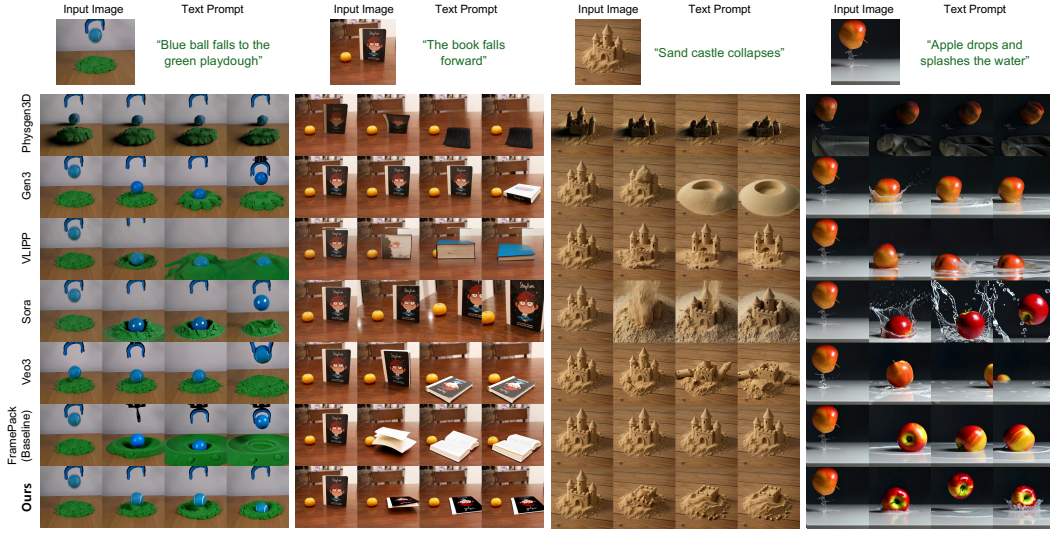 Input Image
Text Prompt
Input Image
Text Prompt
Input Image
Text Prompt
Input Image
Text Prompt
“Blue ball falls to the
green playdough”
“The book falls
forward”
“Sand castle collapses”
“Apple drops and
splashes the water”
Physgen3D
Gen3
VLIPP
Sora
Veo3
FramePack
(Baseline)
Ours